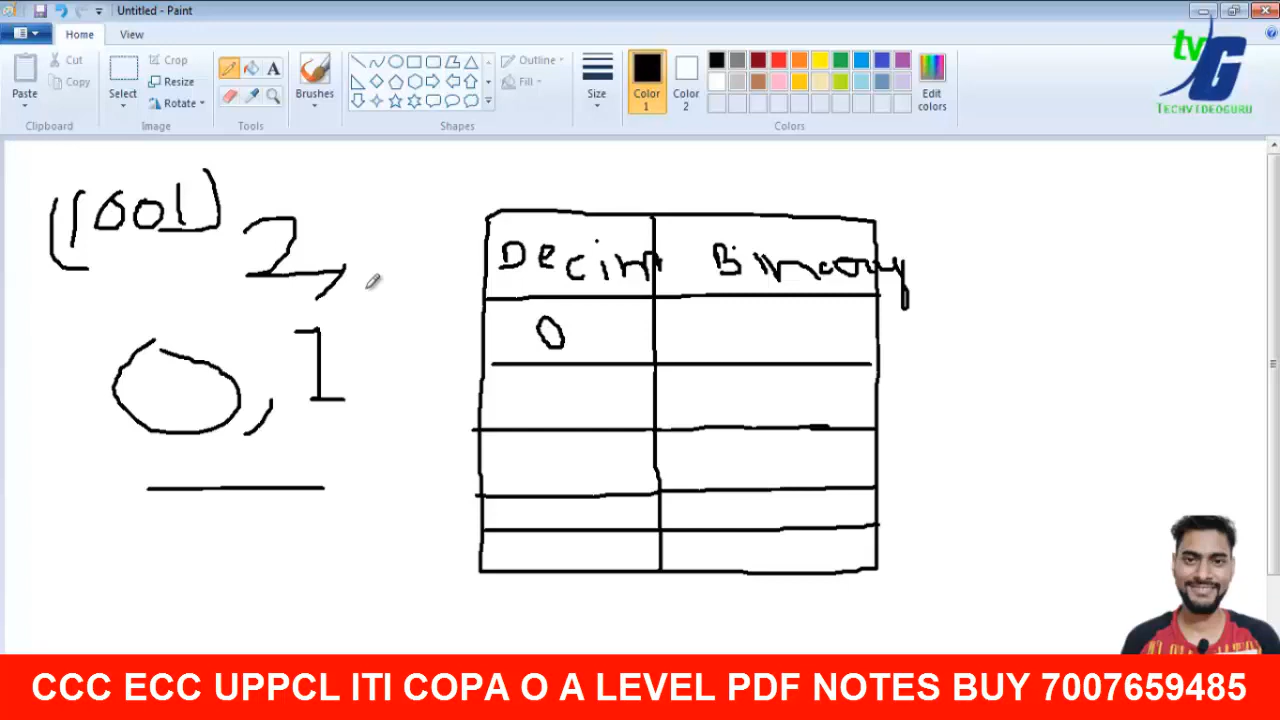 Untitled - Paint
Home View
Paste
Cut
Copy
Clipboard
Select
Crop
Resize
Rotate
Image
A
Tools
Brushes
Outline
Fill
Shapes
Size
Color 1
Color 2
Edit colors
Colors
tvG
TECHVIDEOGURU
(1001)2,
0,1
Decim Binary
0
CCC ECC UPPCL ITI COPA O A LEVEL PDF NOTES BUY 7007659485